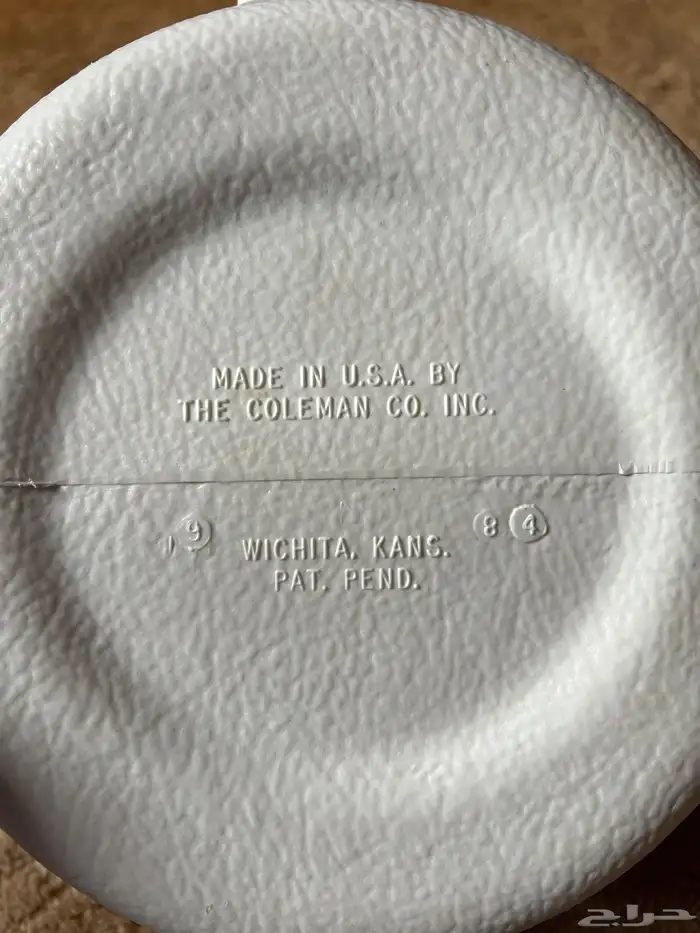 MADE IN U.S.A. BY
THE COLEMAN CO. INC.
9 8 4
WICHITA, KANS.
PAT. PEND.
حراج